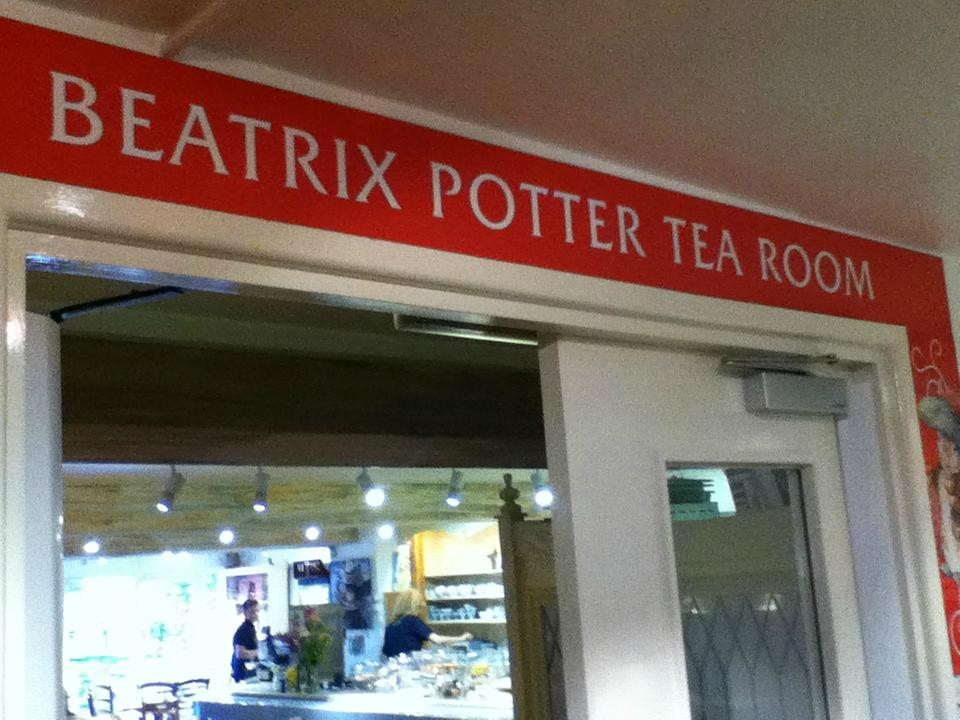 BEATRIX POTTER TEA ROOM